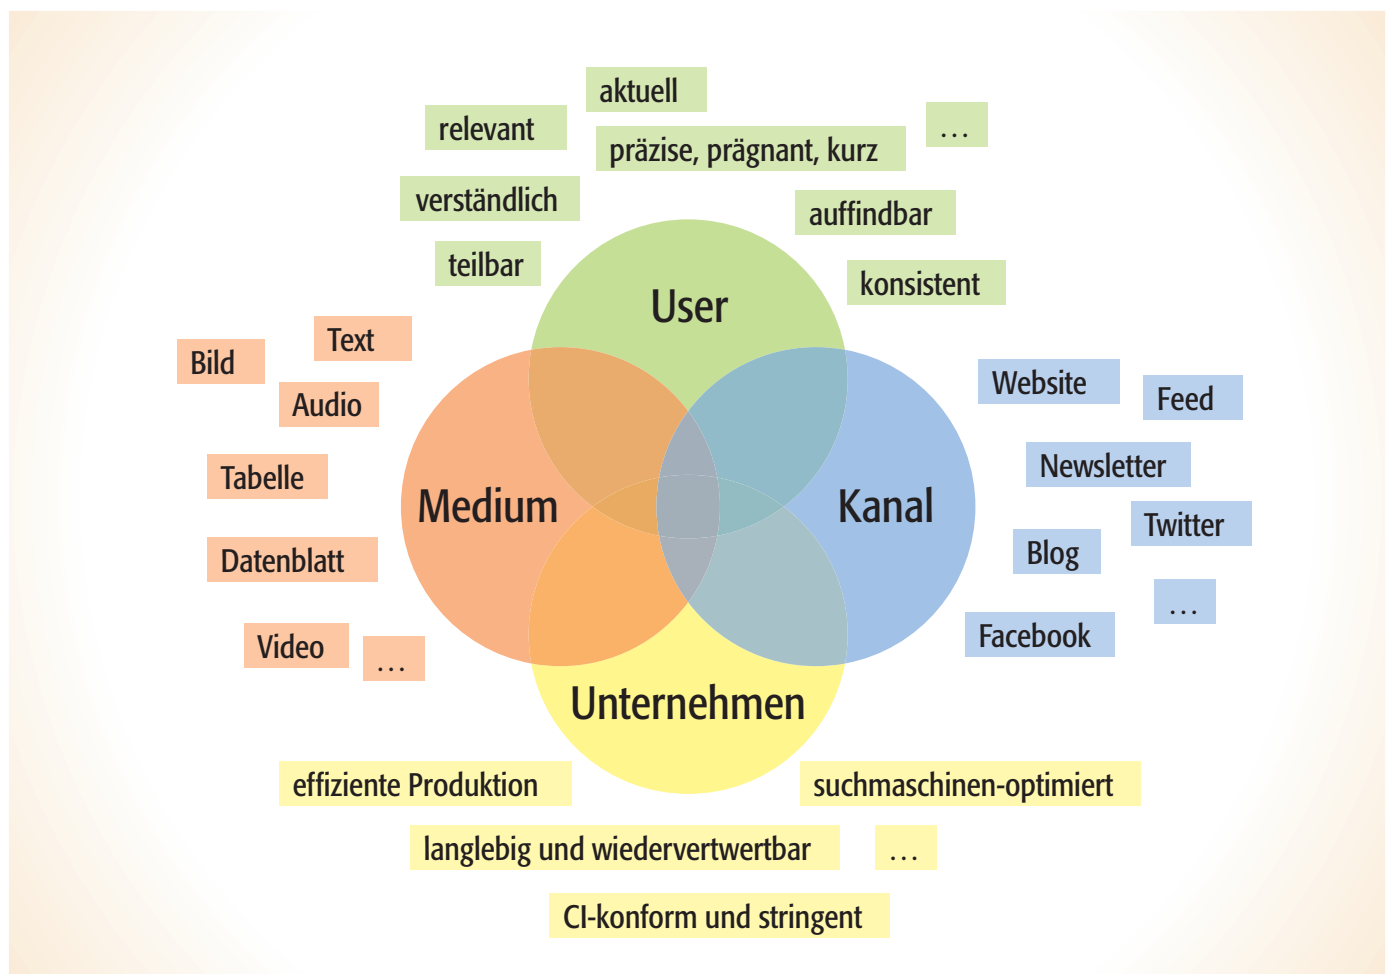 aktuell
relevant
präzise, prägnant, kurz
…
verständlich
auffindbar
teilbar
konsistent
User
Text
Bild
Audio
Tabelle
Medium
Datenblatt
Video
…
Website
Feed
Newsletter
Kanal
Twitter
Blog
…
Facebook
Unternehmen
effiziente Produktion
suchmaschinen-optimiert
langlebig und wiedervertwertbar
…
CI-konform und stringent